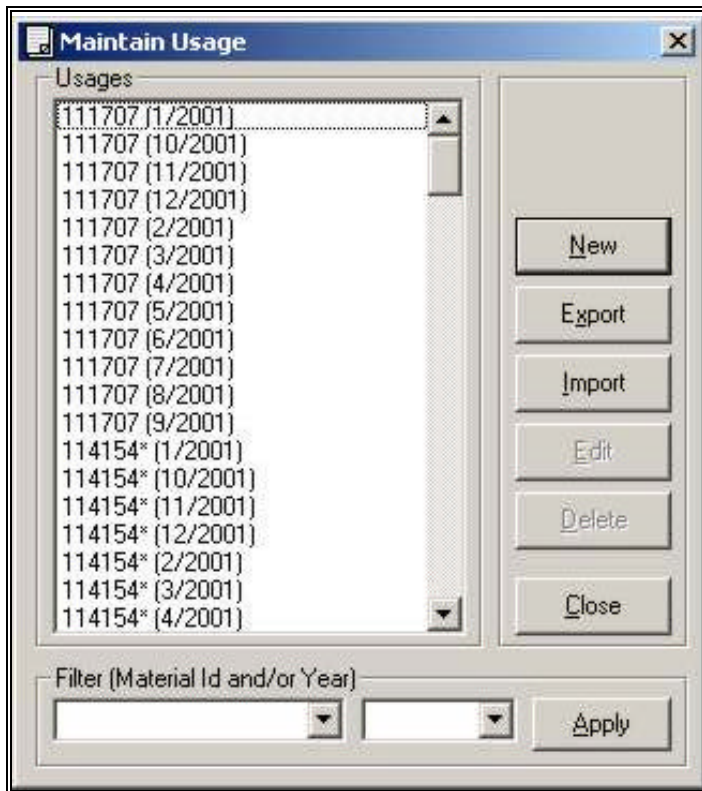 Maintain Usage
Usages
111707 (1/2001)
111707 (10/2001)
111707 (11/2001)
111707 (12/2001)
111707 (2/2001)
111707 (3/2001)
111707 (4/2001)
111707 (5/2001)
111707 (6/2001)
111707 (7/2001)
111707 (8/2001)
111707 (9/2001)
114154* (1/2001)
114154* (10/2001)
114154* (11/2001)
114154* (12/2001)
114154* (2/2001)
114154* (3/2001)
114154* (4/2001)
New
Export
Import
Edit
Delete
Close
Filter (Material Id and/or Year)
Apply